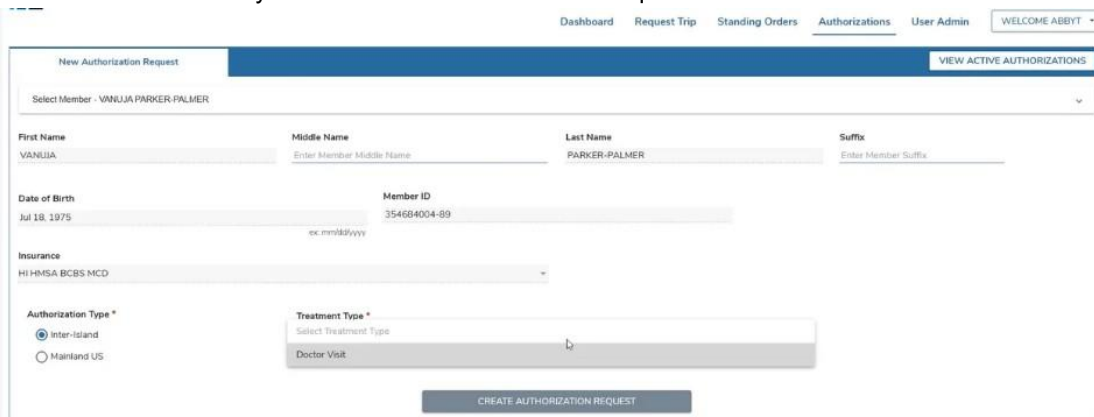 Dashboard Request Trip Standing Orders Authorizations User Admin WELCOME ABBYT
New Authorization Request VIEW ACTIVE AUTHORIZATIONS
Select Member - VANUJA PARKER-PALMER
First Name Middle Name Last Name Suffix
VANUJA Enter Member Middle Name PARKER-PALMER Enter Member Suffix
Date of Birth Member ID
Jul 18, 1975 354684004-89
ex: mm/dd/yyyy
Insurance
HI HMSA BCBS MCD
Authorization Type * Treatment Type *
Inter-Island Select Treatment Type
Mainland US Doctor Visit
CREATE AUTHORIZATION REQUEST